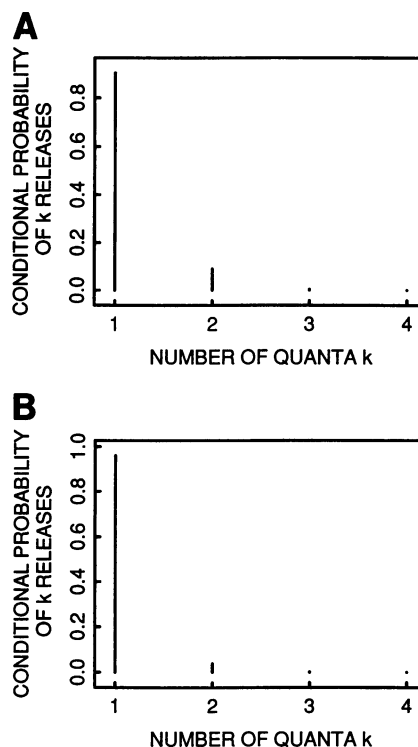 A
CONDITIONAL PROBABILITY
OF k RELEASES
0.8
0.6
0.4
0.2
0.0
1 2 3 4
NUMBER OF QUANTA k
B
CONDITIONAL PROBABILITY
OF k RELEASES
1.0
0.8
0.6
0.4
0.2
0.0
1 2 3 4
NUMBER OF QUANTA k